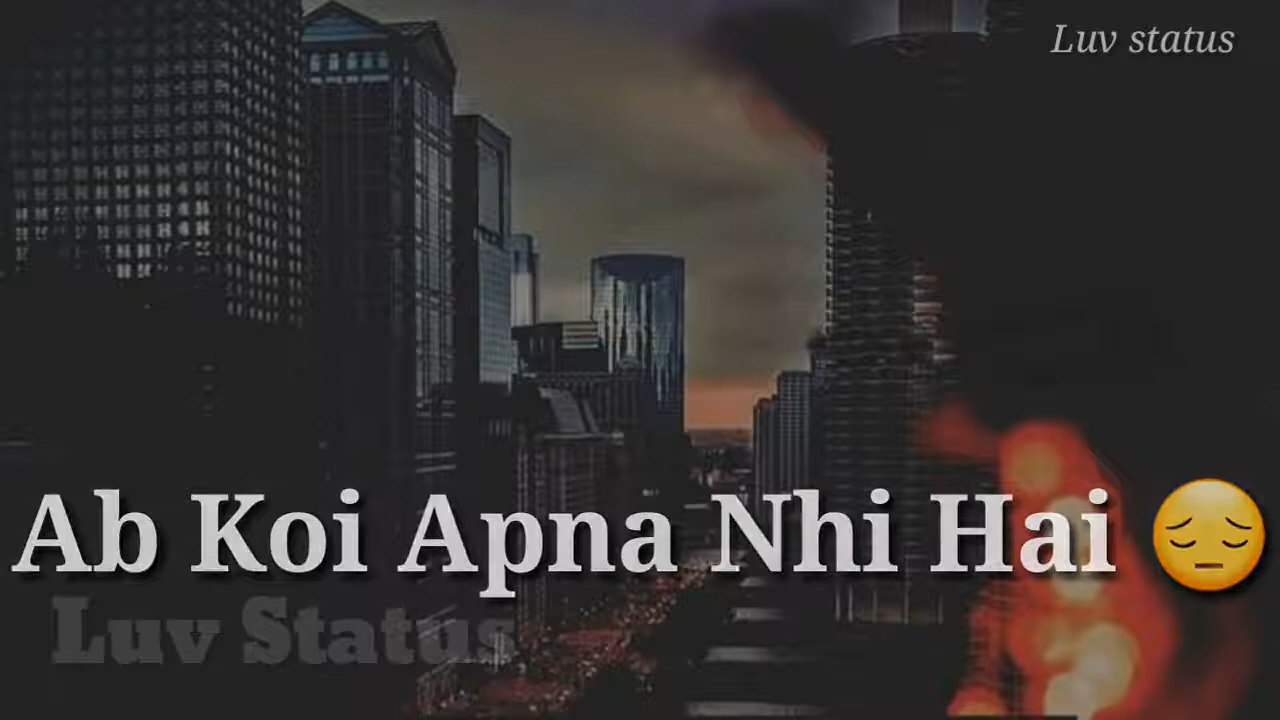 Luv status
Ab Koi Apna Nhi Hai 😔
Luv Status